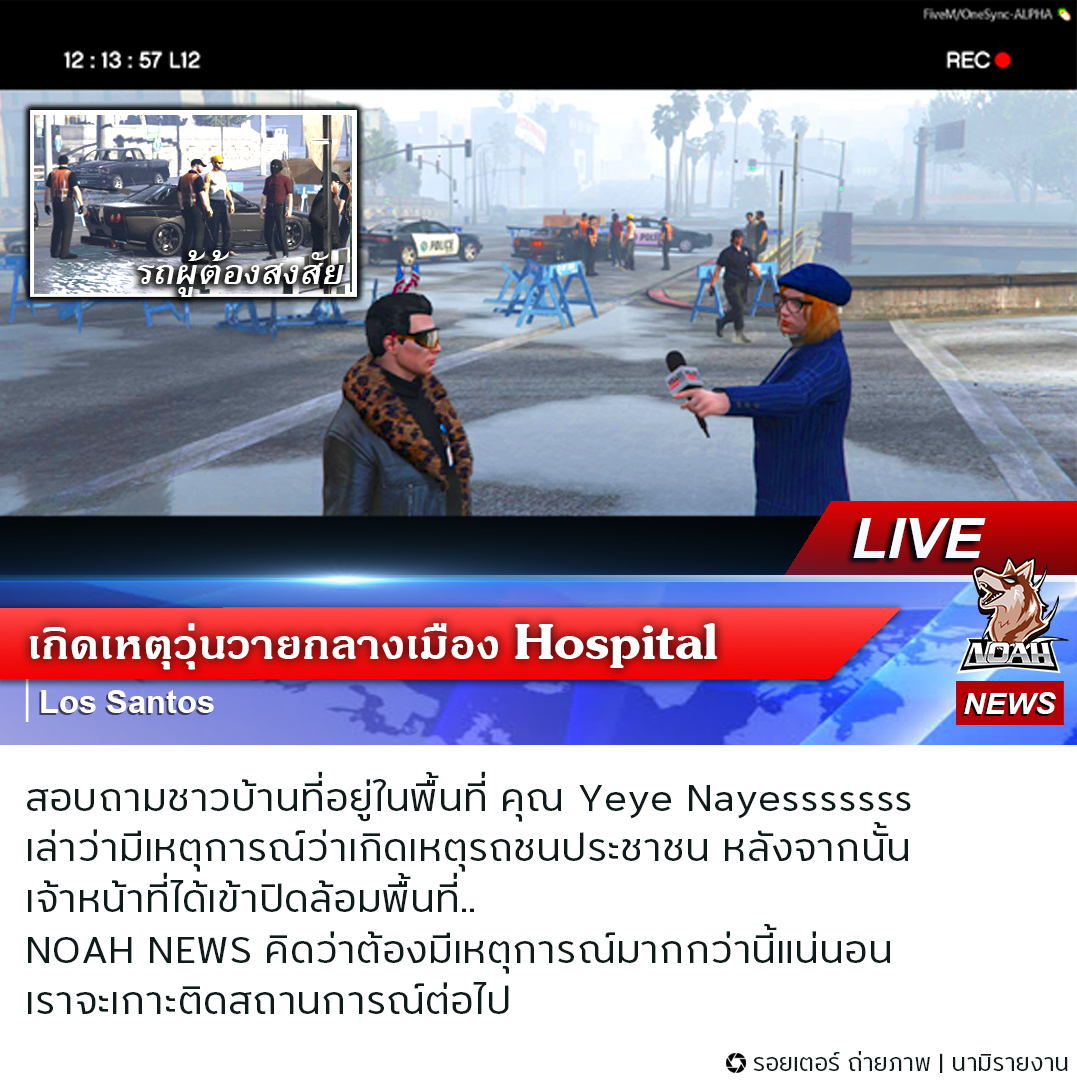 FiveM/OneSync-ALPHA
12 : 13 : 57 L12
REC
รถผู้ต้องสงสัย
POLICE
POLICE
LIVE
เกิดเหตุวุ่นวายกลางเมือง Hospital
NOAH
Los Santos
NEWS
สอบถามชาวบ้านที่อยู่ในพื้นที่ คุณ Yeye Nayesssssss
เล่าว่ามีเหตุการณ์ว่าเกิดเหตุรถชนประชาชน หลังจากนั้น
เจ้าหน้าที่ได้เข้าปิดล้อมพื้นที่..
NOAH NEWS คิดว่าต้องมีเหตุการณ์มากกว่านี้แน่นอน
เราจะเกาะติดสถานการณ์ต่อไป
รอยเตอร์ ถ่ายภาพ | นามิรายงาน